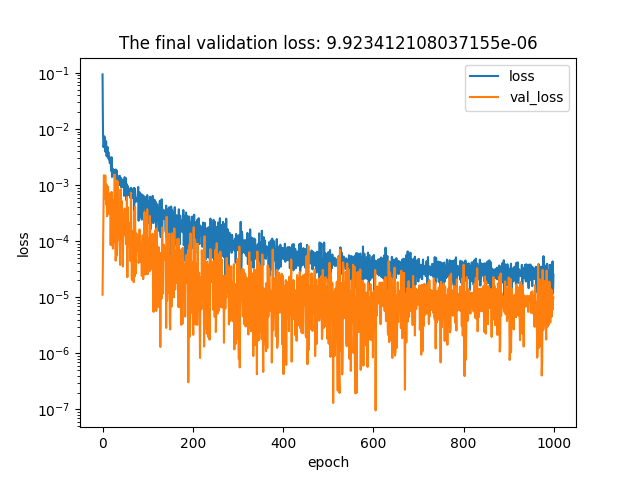 The final validation loss: 9.923412108037155e-06
loss
val_loss
10⁻¹
10⁻²
10⁻³
10⁻⁴
10⁻⁵
10⁻⁶
10⁻⁷
loss
0 200 400 600 800 1000
epoch